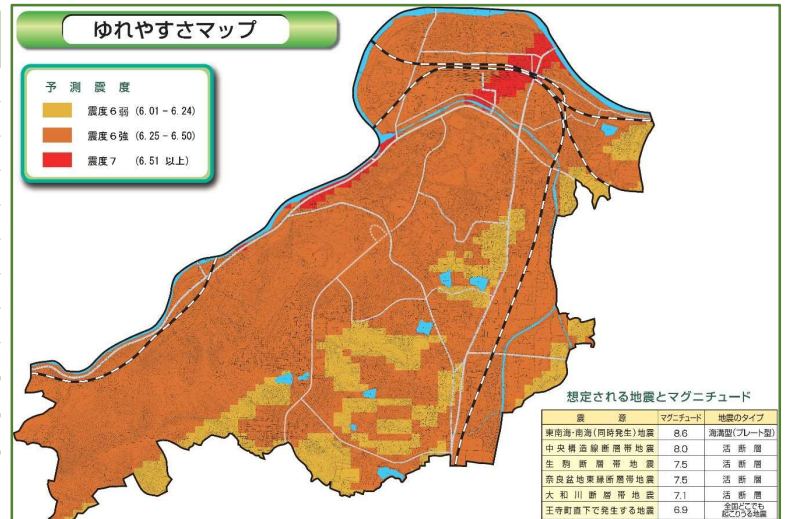 ゆれやすさマップ
予測震度
震度6弱 (6.01 - 6.24)
震度6強 (6.25 - 6.50)
震度7 (6.51 以上)
想定される地震とマグニチュード
震源 マグニチュード 地震のタイプ
東南海・南海(同時発生)地震 8.6 海溝型(プレート型)
中央構造線断層帯地震 8.0 活断層
生駒断層帯地震 7.5 活断層
奈良盆地東縁断層帯地震 7.5 活断層
大和川断層帯地震 7.1 活断層
王寺町直下で発生する地震 6.9 全国どこでも
起こりうる地震